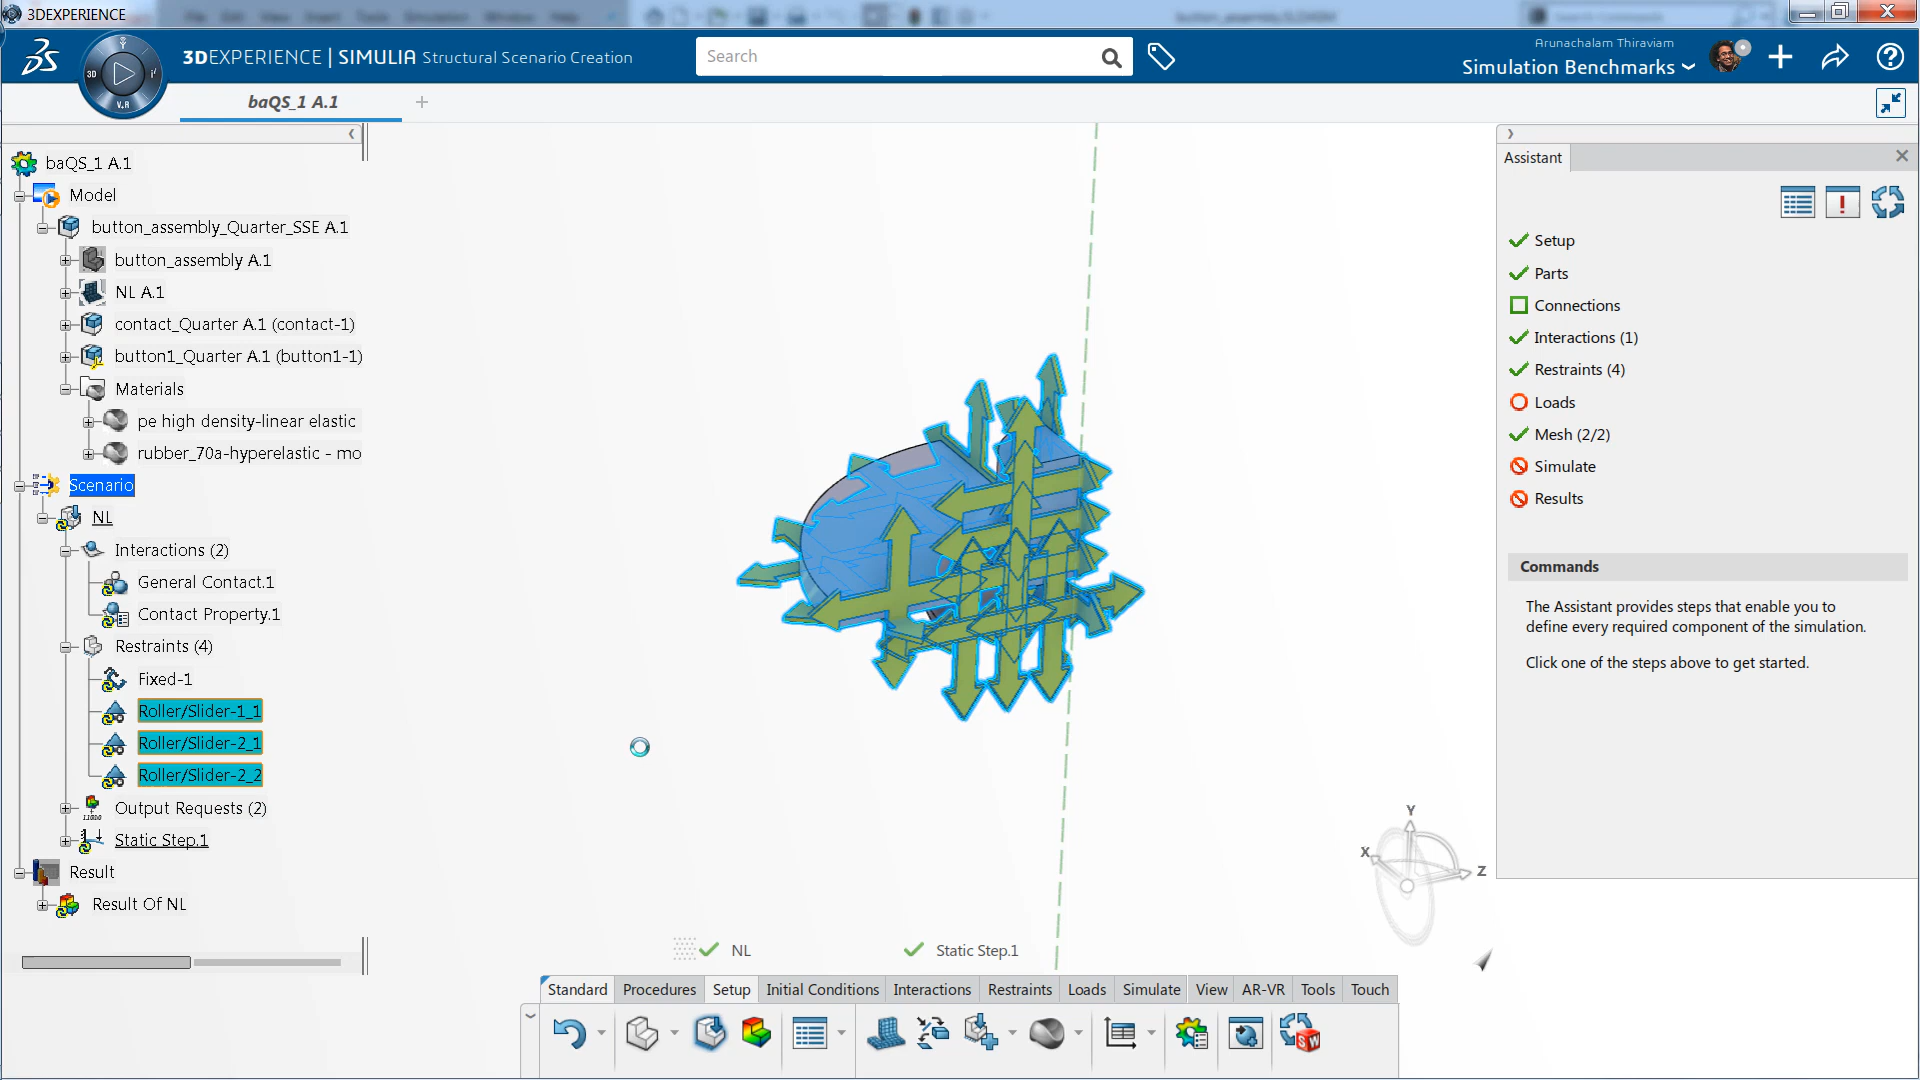 3DEXPERIENCE
3DEXPERIENCE | SIMULIA Structural Scenario Creation
Search
Arunachalam Thiraviam
Simulation Benchmarks
3D
V.R
baQS_1 A.1
baQS_1 A.1
Model
button_assembly_Quarter_SSE A.1
button_assembly A.1
NL A.1
contact_Quarter A.1 (contact-1)
button1_Quarter A.1 (button1-1)
Materials
pe high density-linear elastic
rubber_70a-hyperelastic - mo
Scenario
NL
Interactions (2)
General Contact.1
Contact Property.1
Restraints (4)
Fixed-1
Roller/Slider-1_1
Roller/Slider-2_1
Roller/Slider-2_2
Output Requests (2)
Static Step.1
Result
Result Of NL
Assistant
Setup
Parts
Connections
Interactions (1)
Restraints (4)
Loads
Mesh (2/2)
Simulate
Results
Commands
The Assistant provides steps that enable you to
define every required component of the simulation.
Click one of the steps above to get started.
Y
X
Z
NL
Static Step.1
Standard
Procedures
Setup
Initial Conditions
Interactions
Restraints
Loads
Simulate
View
AR-VR
Tools
Touch